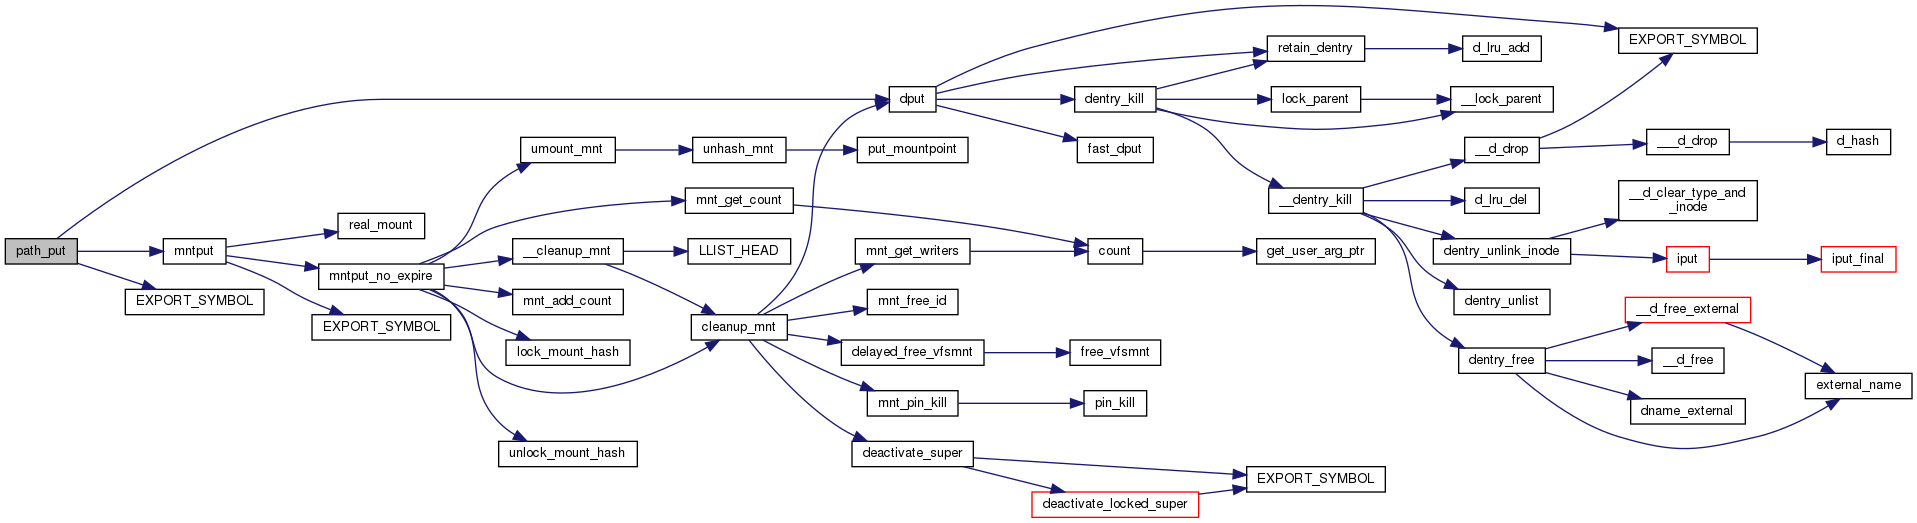 path_put
mntput
EXPORT_SYMBOL
real_mount
mntput_no_expire
EXPORT_SYMBOL
umount_mnt
__cleanup_mnt
mnt_add_count
lock_mount_hash
unlock_mount_hash
unhash_mnt
mnt_get_count
LLIST_HEAD
cleanup_mnt
dput
put_mountpoint
mnt_get_writers
mnt_free_id
delayed_free_vfsmnt
mnt_pin_kill
deactivate_super
dentry_kill
fast_dput
count
free_vfsmnt
pin_kill
deactivate_locked_super
retain_dentry
lock_parent
__dentry_kill
get_user_arg_ptr
EXPORT_SYMBOL
d_lru_add
__lock_parent
__d_drop
d_lru_del
dentry_unlink_inode
dentry_unlist
dentry_free
EXPORT_SYMBOL
___d_drop
__d_clear_type_and
_inode
iput
__d_free_external
__d_free
dname_external
d_hash
iput_final
external_name